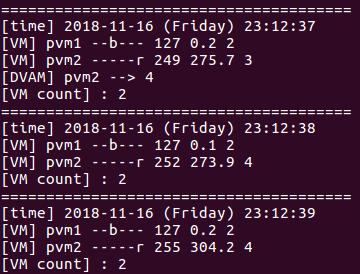 =======================================
[time] 2018-11-16 (Friday) 23:12:37
[VM] pvm1 --b--- 127 0.2 2
[VM] pvm2 -----r 249 275.7 3
[DVAM] pvm2 --> 4
[VM count] : 2
=======================================
[time] 2018-11-16 (Friday) 23:12:38
[VM] pvm1 --b--- 127 0.1 2
[VM] pvm2 -----r 252 273.9 4
[VM count] : 2
=======================================
[time] 2018-11-16 (Friday) 23:12:39
[VM] pvm1 --b--- 127 0.2 2
[VM] pvm2 -----r 255 304.2 4
[VM count] : 2